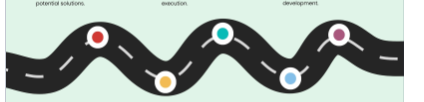 potential solutions.
execution.
development.